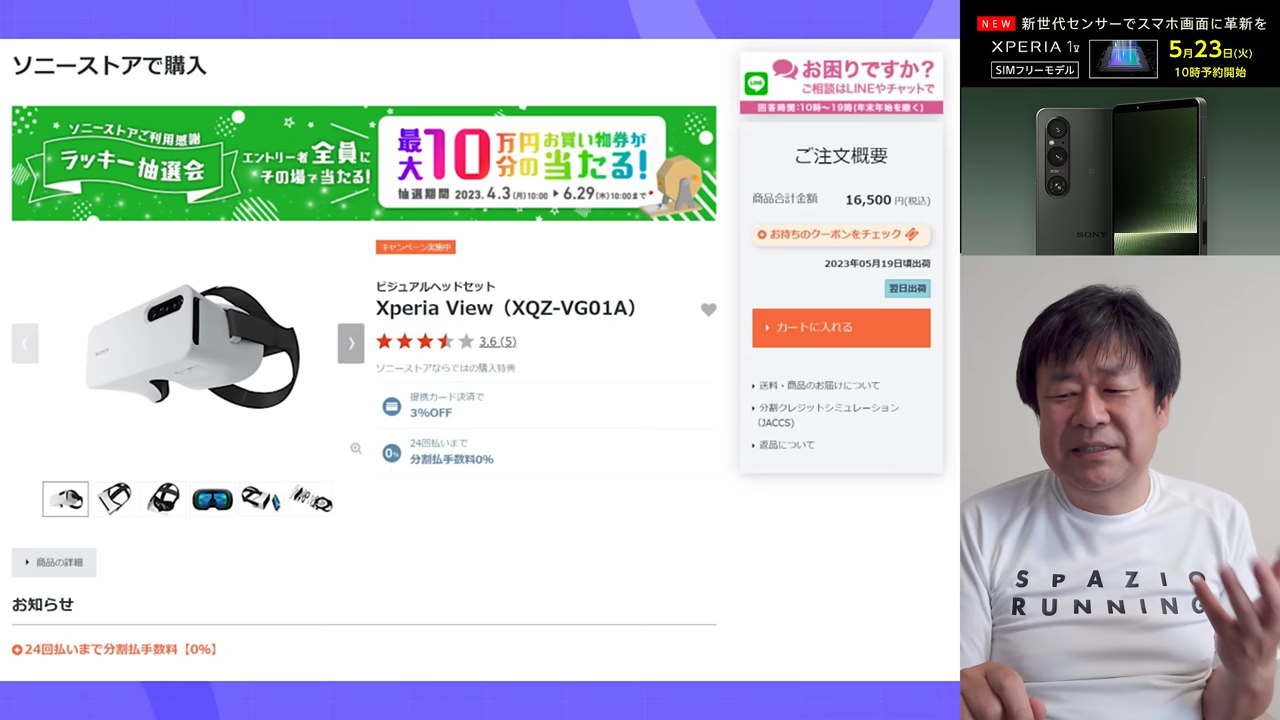 ソニーストアで購入
ソニーストアご利用感謝
ラッキー抽選会
エントリー者全員に
その場で当たる!
最大10万円分のお買い物券が当たる!
抽選期間 2023.4.3(月)10:00 ▶ 6.29(木)10:00まで
キャンペーン実施中
ビジュアルヘッドセット
Xperia View（XQZ-VG01A）
3.6 (5)
ソニーストアならではの購入特典
提携カード決済で
3%OFF
24回払いまで
0%
分割払手数料0%
SONY
商品の詳細
お知らせ
24回払いまで分割払手数料【0%】
お困りですか?
LINE
ご相談はLINEやチャットで
回答時間:10時～19時(年末年始を除く)
ご注文概要
商品合計金額 16,500 円(税込)
お持ちのクーポンをチェック
2023年05月19日頃出荷
翌日出荷
カートに入れる
送料・商品のお届けについて
分割クレジットシミュレーション
（JACCS)
返品について
NEW 新世代センサーでスマホ画面に革新を
XPERIA 1 V
SIMフリーモデル
5月23日(火)
10時予約開始
SONY
SPAZIO
RUNNING